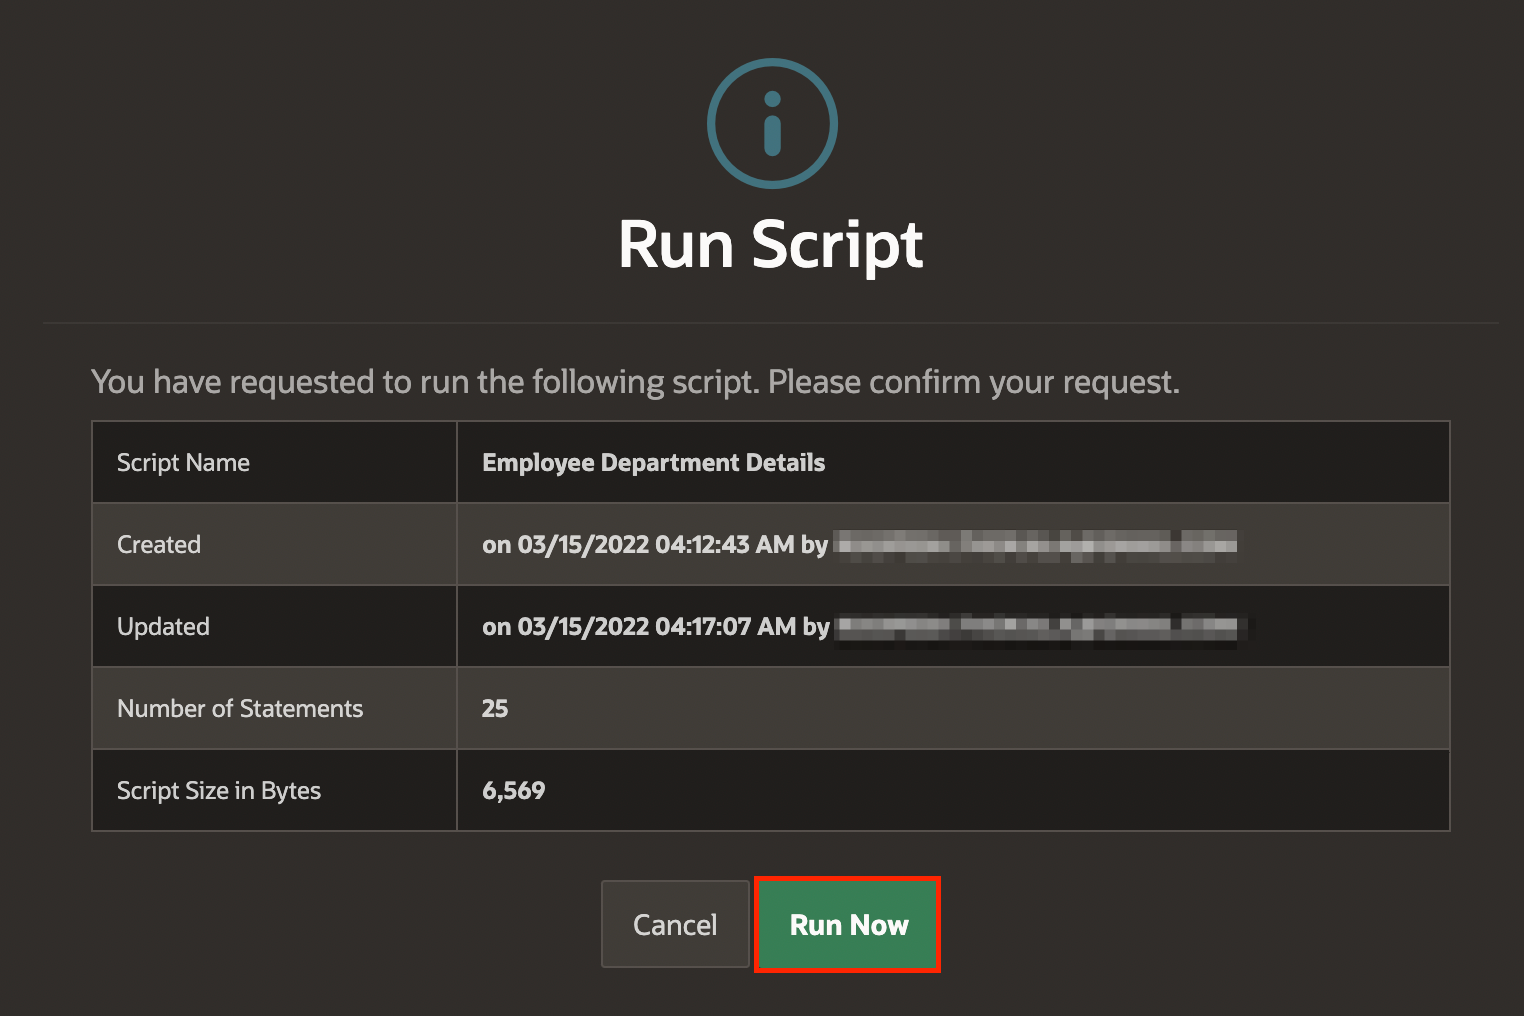 Run Script
You have requested to run the following script. Please confirm your request.
Script Name Employee Department Details
Created on 03/15/2022 04:12:43 AM by
Updated on 03/15/2022 04:17:07 AM by
Number of Statements 25
Script Size in Bytes 6,569
Cancel Run Now